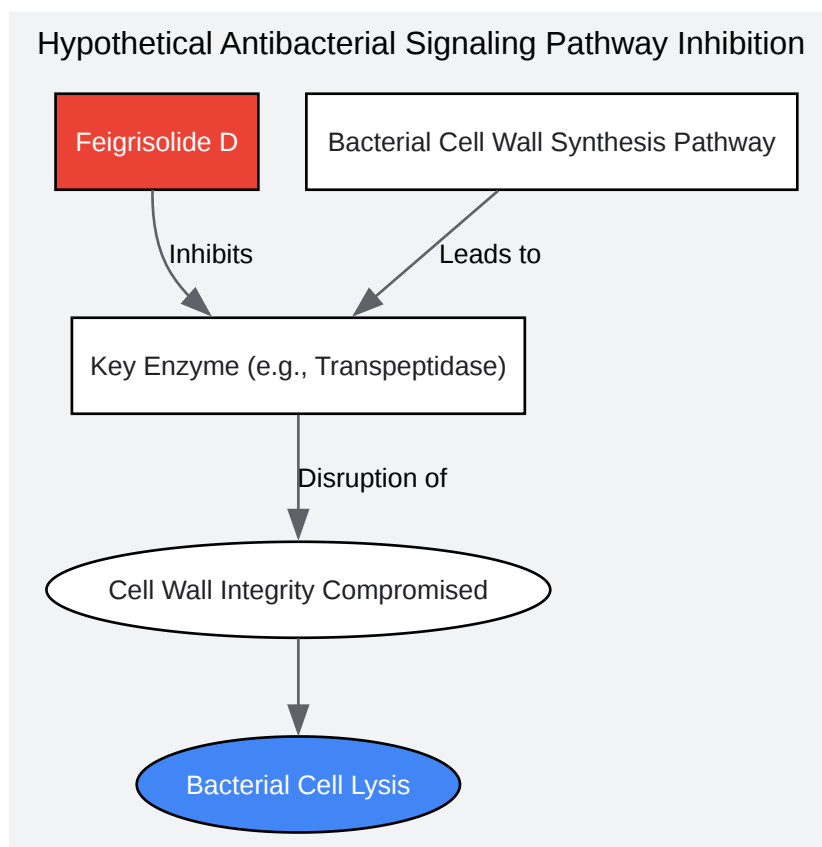 Hypothetical Antibacterial Signaling Pathway Inhibition
Feigrisolide D
Bacterial Cell Wall Synthesis Pathway
Inhibits
Leads to
Key Enzyme (e.g., Transpeptidase)
Disruption of
Cell Wall Integrity Compromised
Bacterial Cell Lysis